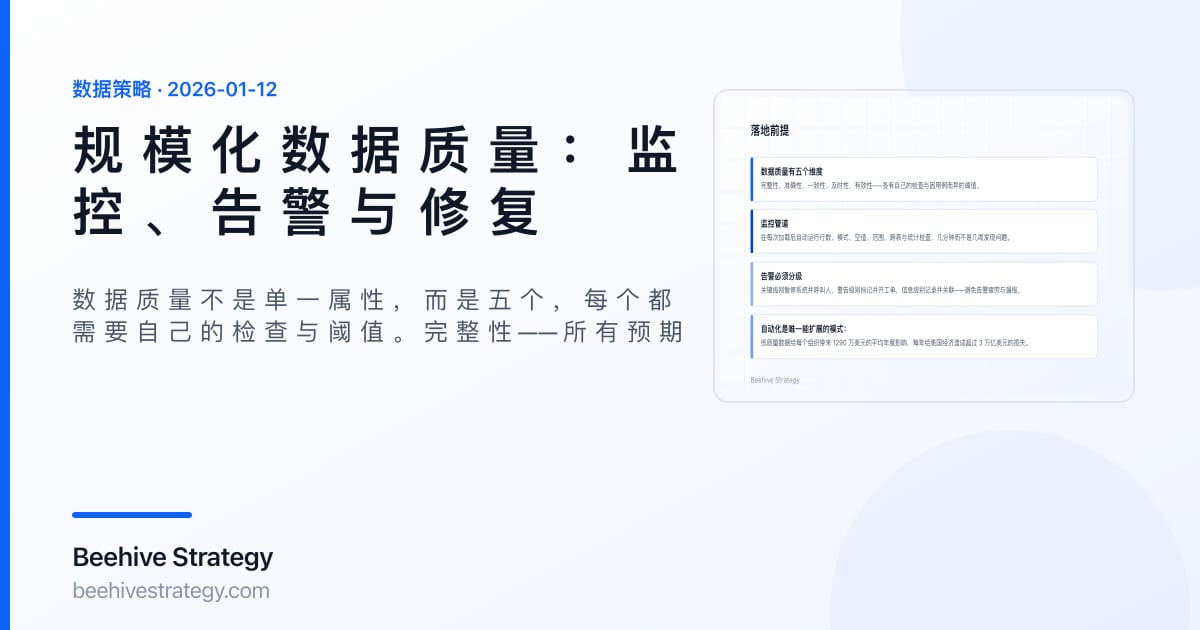 数据策略 · 2026-01-12
规模化数据质量：监
控、告警与修复
数据质量不是单一属性，而是五个，每个都
需要自己的检查与阈值。完整性——所有预期
Beehive Strategy
beehivestrategy.com
落地前提
数据质量有五个维度
完整性、准确性、一致性、及时性、有效性——各有自己的检查与因用例而异的阈值。
监控管道
在每次加载后自动运行行数、模式、空值、范围、跨表与统计检查，几分钟而不是几周发现问题。
告警必须分级
关键级别暂停系统并呼叫人，警告级别标记并开工单，信息级别记录并关联——避免告警疲劳与漏报。
自动化是唯一能扩展的模式：
低质量数据给每个组织带来 1290 万美元的平均年度影响，每年给美国经济造成超过 3 万亿美元的损失。
Beehive Strategy